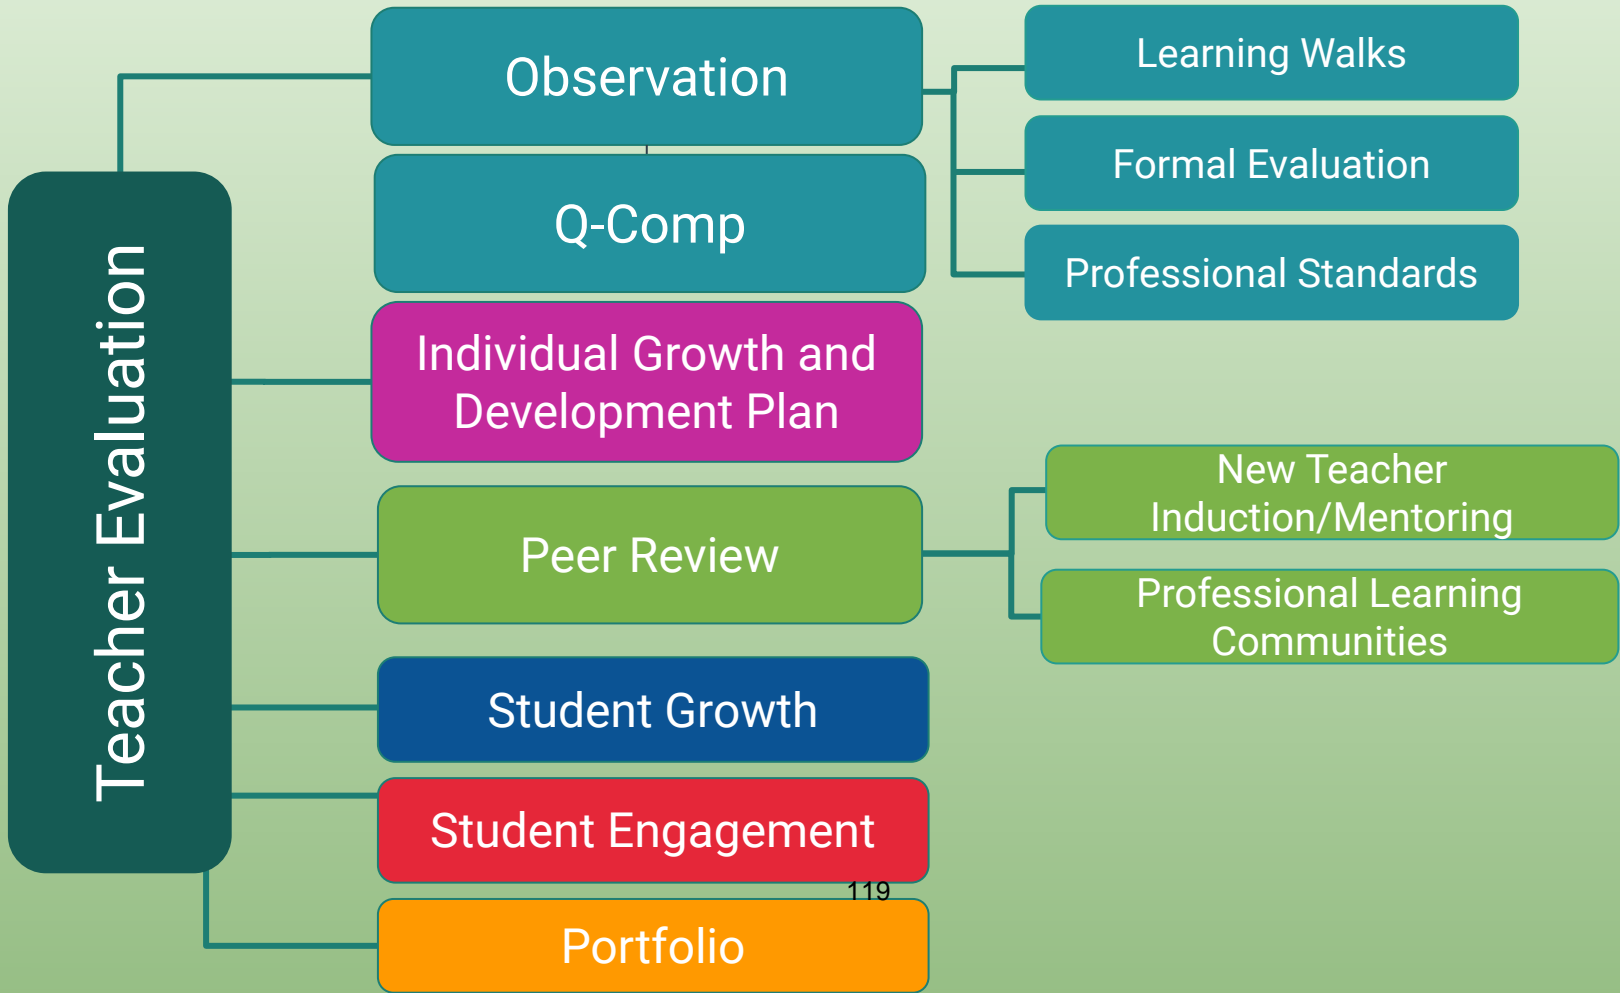 Teacher Evaluation
Observation
Learning Walks
Formal Evaluation
Professional Standards
Q-Comp
Individual Growth and
Development Plan
Peer Review
New Teacher
Induction/Mentoring
Professional Learning
Communities
Student Growth
Student Engagement
119
Portfolio